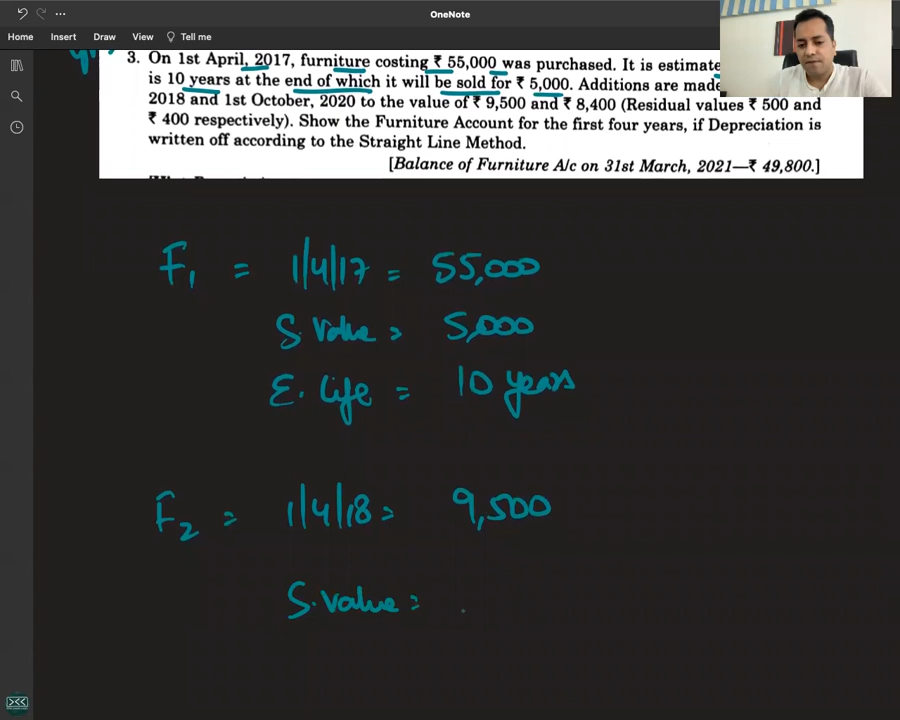 OneNote
Home Insert Draw View Tell me
3. On 1st April, 2017, furniture costing ₹ 55,000 was purchased. It is estimate
is 10 years at the end of which it will be sold for ₹ 5,000. Additions are made
2018 and 1st October, 2020 to the value of ₹ 9,500 and ₹ 8,400 (Residual values ₹ 500 and
₹ 400 respectively). Show the Furniture Account for the first four years, if Depreciation is
written off according to the Straight Line Method.
[Balance of Furniture A/c on 31st March, 2021—₹ 49,800.]
F1 = 1/4/17 = 55,000
S. Value = 5,000
E. life = 10 years
F2 = 1/4/18 = 9,500
S. Value =